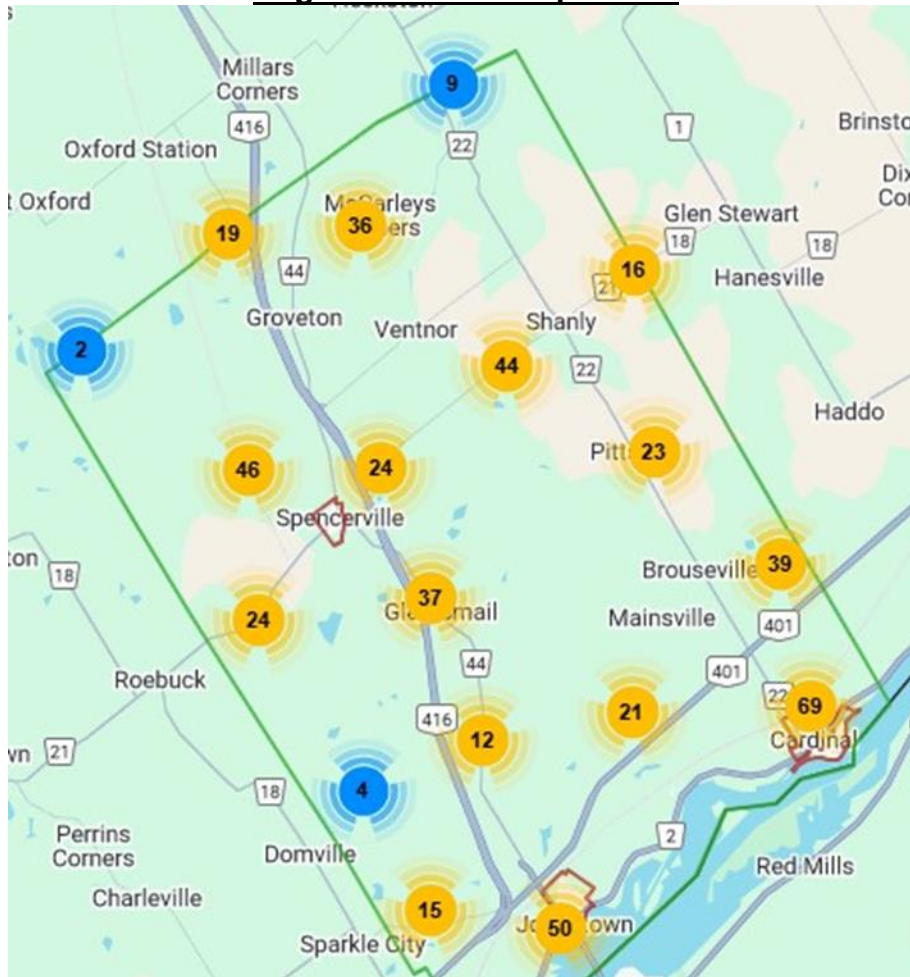 Millars
Corners
9
416
22
1
Oxford Station
t Oxford
19
36
Glen Stewart
18
18
16
44
Hanesville
Groveton
Ventnor
Shanly
2
44
22
Haddo
46
24
23
Spencerville
18
39
Brouseville
37
24
Mainsville
401
44
401
Roebuck
22
69
21
416
12
Cardinal
21
4
18
2
Perrins
Corners
Domville
Red Mills
Charleville
15
50
Sparkle City